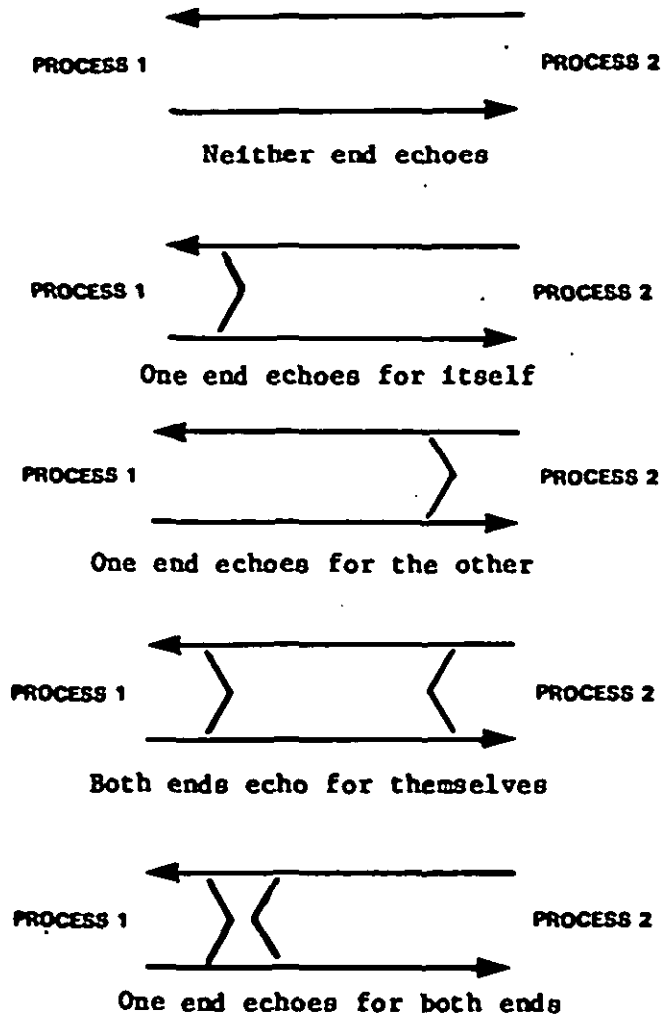 PROCESS 1 PROCESS 2
Neither end echoes
PROCESS 1 PROCESS 2
One end echoes for itself
PROCESS 1 PROCESS 2
One end echoes for the other
PROCESS 1 PROCESS 2
Both ends echo for themselves
PROCESS 1 PROCESS 2
One end echoes for both ends